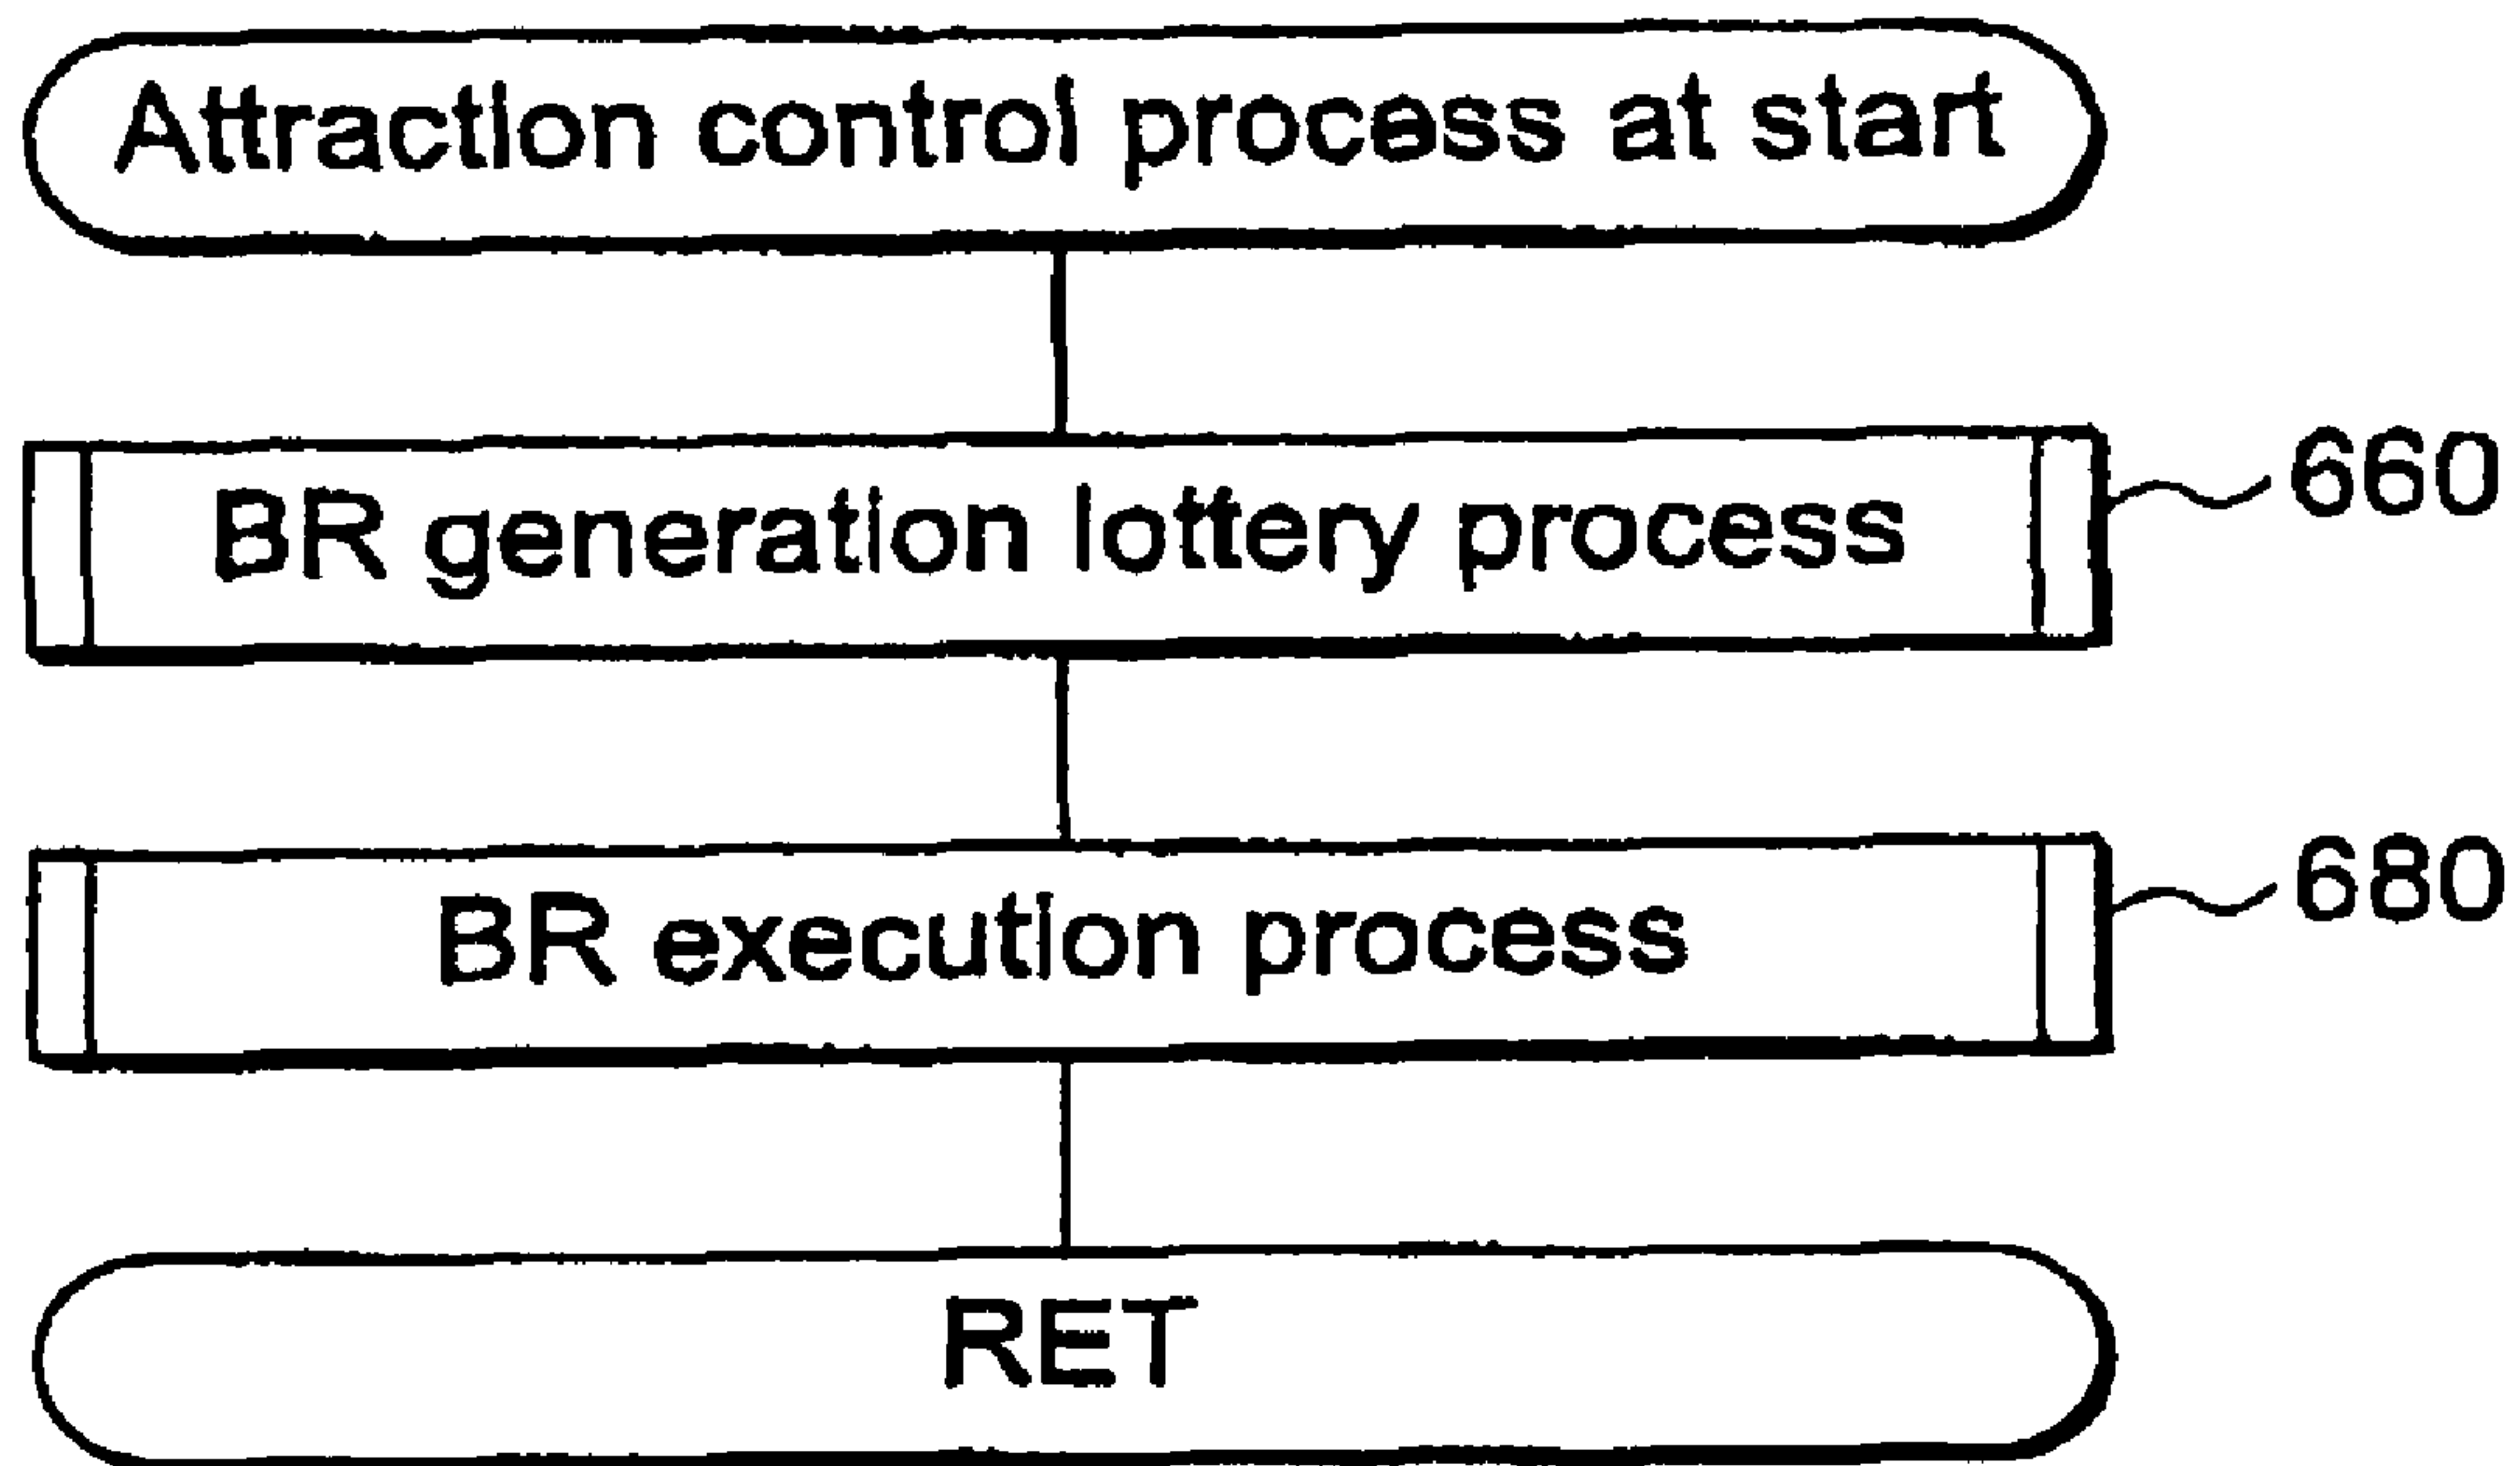 Attraction control process at start
BR generation lottery process
660
BR execution process
680
RET